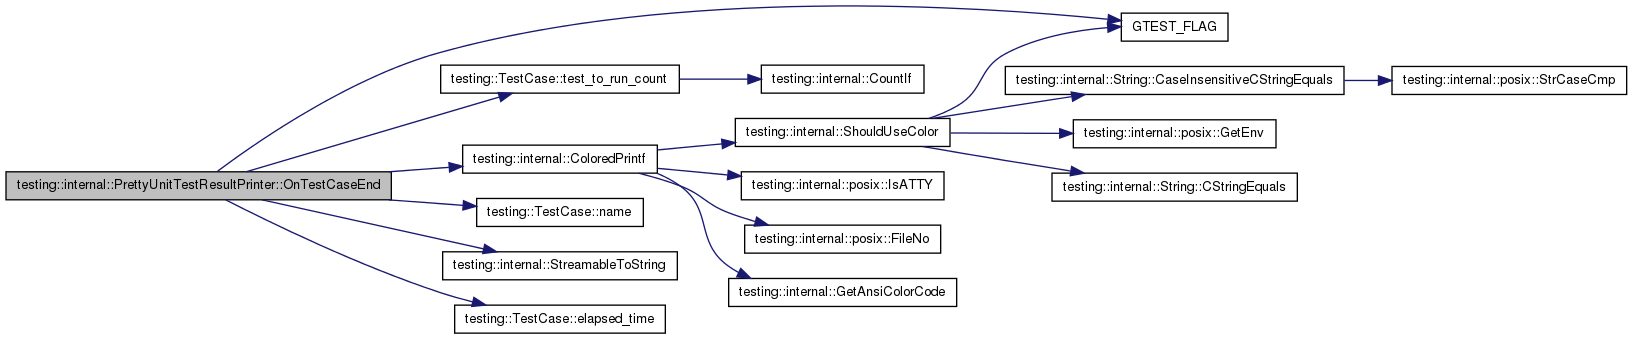 GTEST_FLAG
testing::TestCase::test_to_run_count
testing::internal::CountIf
testing::internal::String::CaseInsensitiveCStringEquals
testing::internal::posix::StrCaseCmp
testing::internal::ShouldUseColor
testing::internal::posix::GetEnv
testing::internal::ColoredPrintf
testing::internal::PrettyUnitTestResultPrinter::OnTestCaseEnd
testing::internal::posix::IsATTY
testing::internal::String::CStringEquals
testing::TestCase::name
testing::internal::posix::FileNo
testing::internal::StreamableToString
testing::internal::GetAnsiColorCode
testing::TestCase::elapsed_time